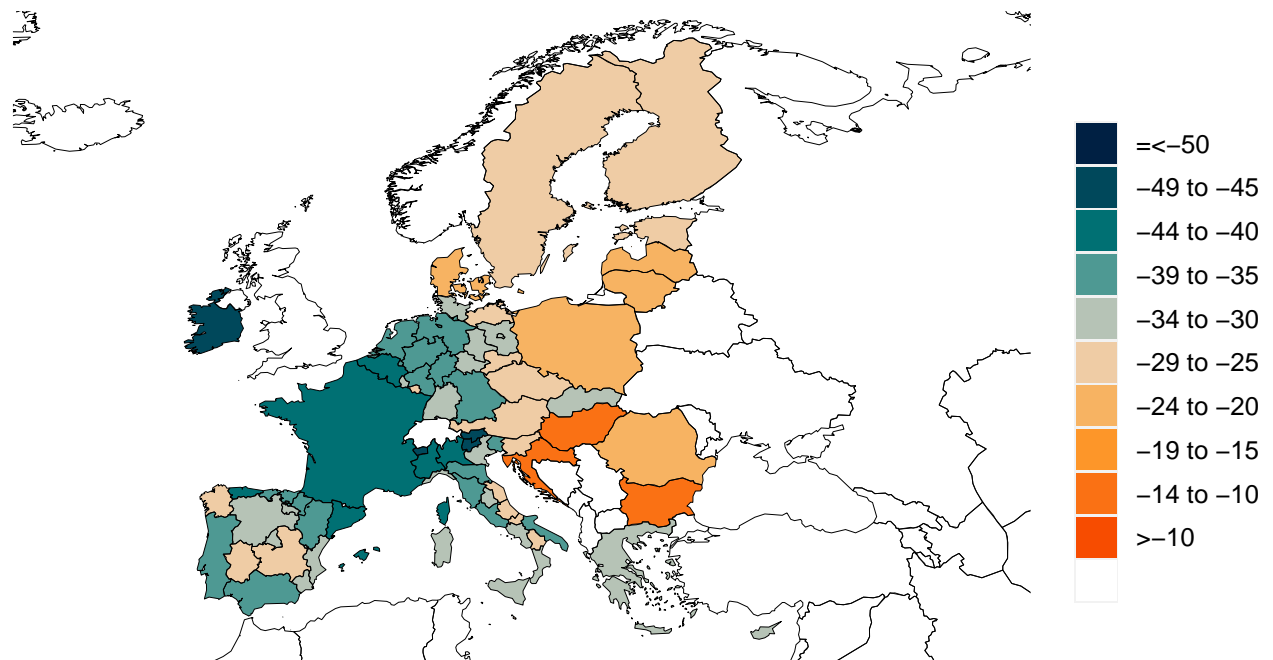 =<−50
−49 to −45
−44 to −40
−39 to −35
−34 to −30
−29 to −25
−24 to −20
−19 to −15
−14 to −10
>−10